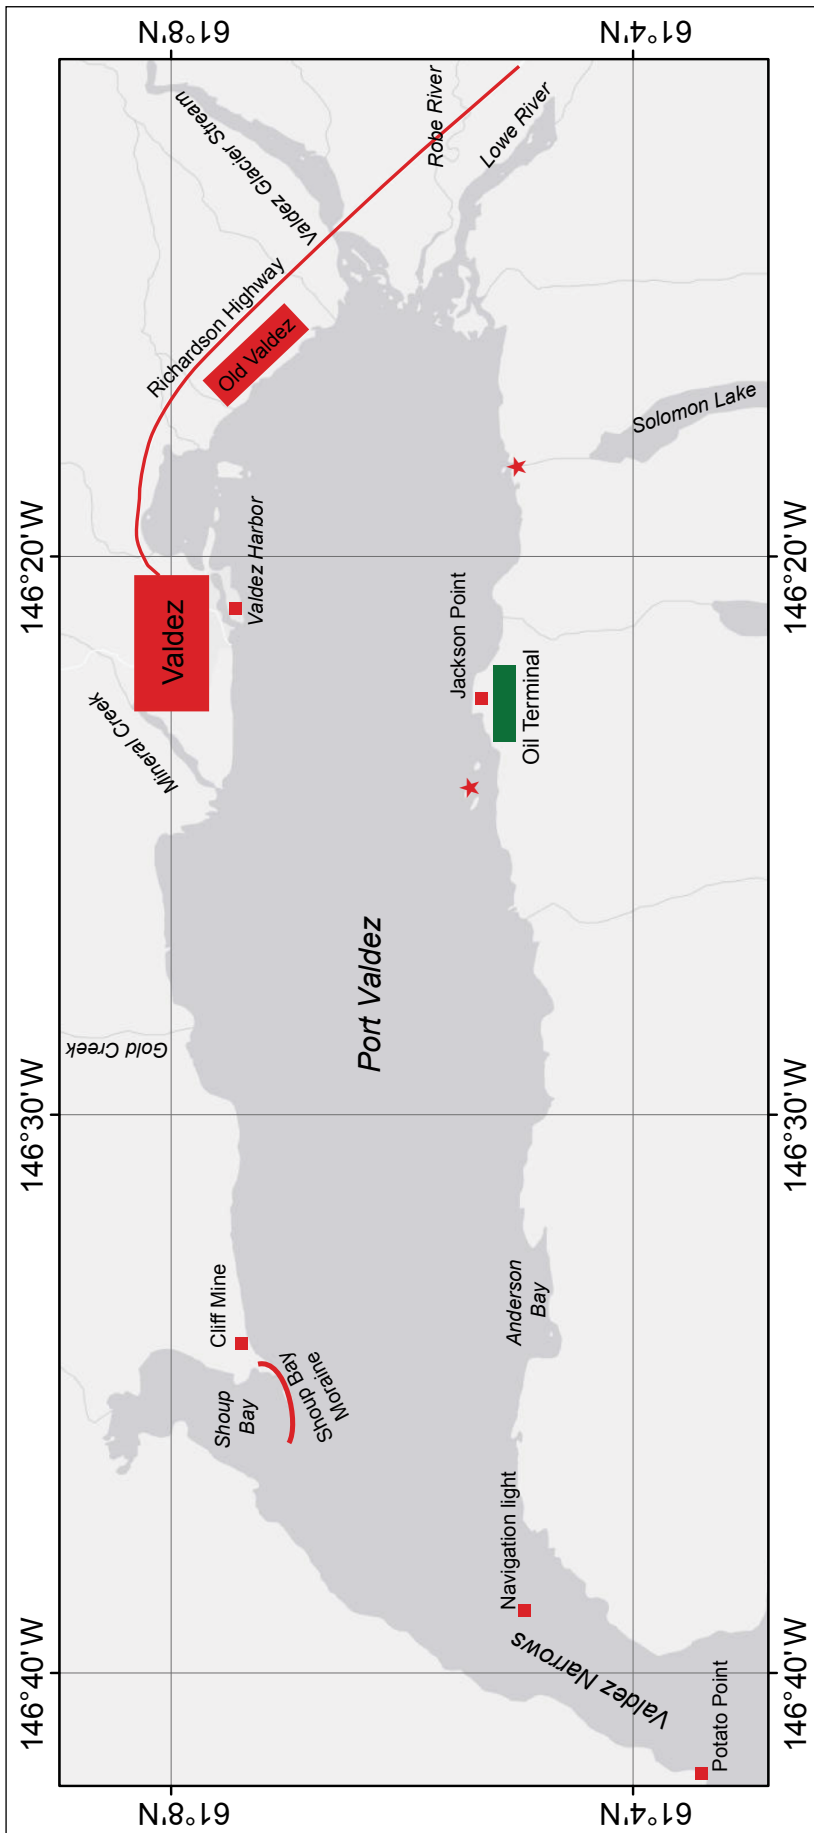 146°40'W
146°30'W
146°20'W
61°8'N
61°8'N
Shoup
Bay
Cliff Mine
Shoup Bay
Moraine
Gold Creek
Mineral Creek
Valdez
Valdez Harbor
Richardson Highway
Old Valdez
Valdez Glacier Stream
Robe River
Lowe River
Port Valdez
Jackson Point
Oil Terminal
Solomon Lake
Anderson
Bay
Navigation light
Valdez Narrows
Potato Point
61°4'N
61°4'N
146°40'W
146°30'W
146°20'W